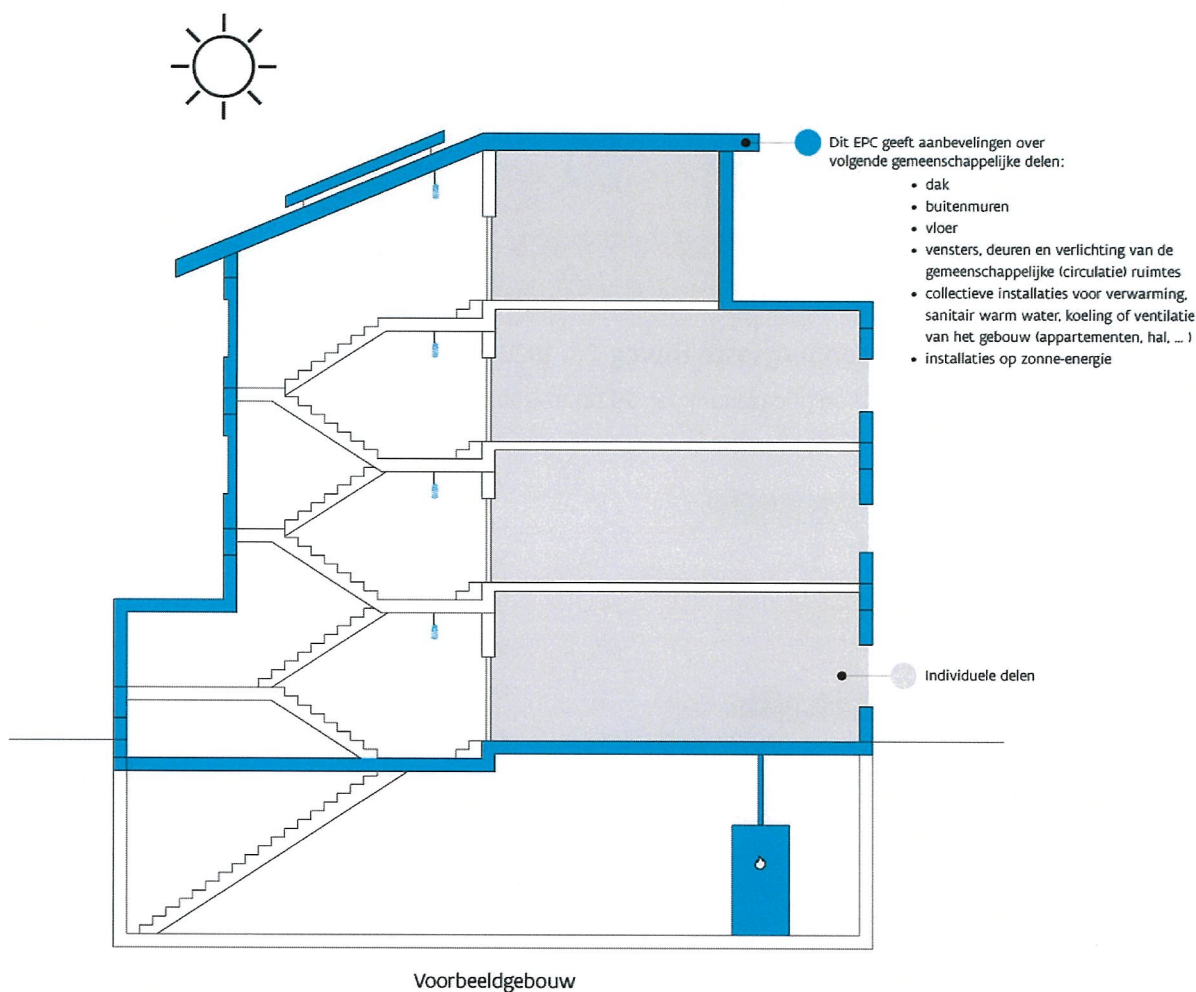 Dit EPC geeft aanbevelingen over
volgende gemeenschappelijke delen:
• dak
• buitenmuren
• vloer
• vensters, deuren en verlichting van de
gemeenschappelijke (circulatie) ruimtes
• collectieve installaties voor verwarming,
sanitair warm water, koeling of ventilatie
van het gebouw (appartementen, hal, ... )
• installaties op zonne-energie
Individuele delen
Voorbeeldgebouw